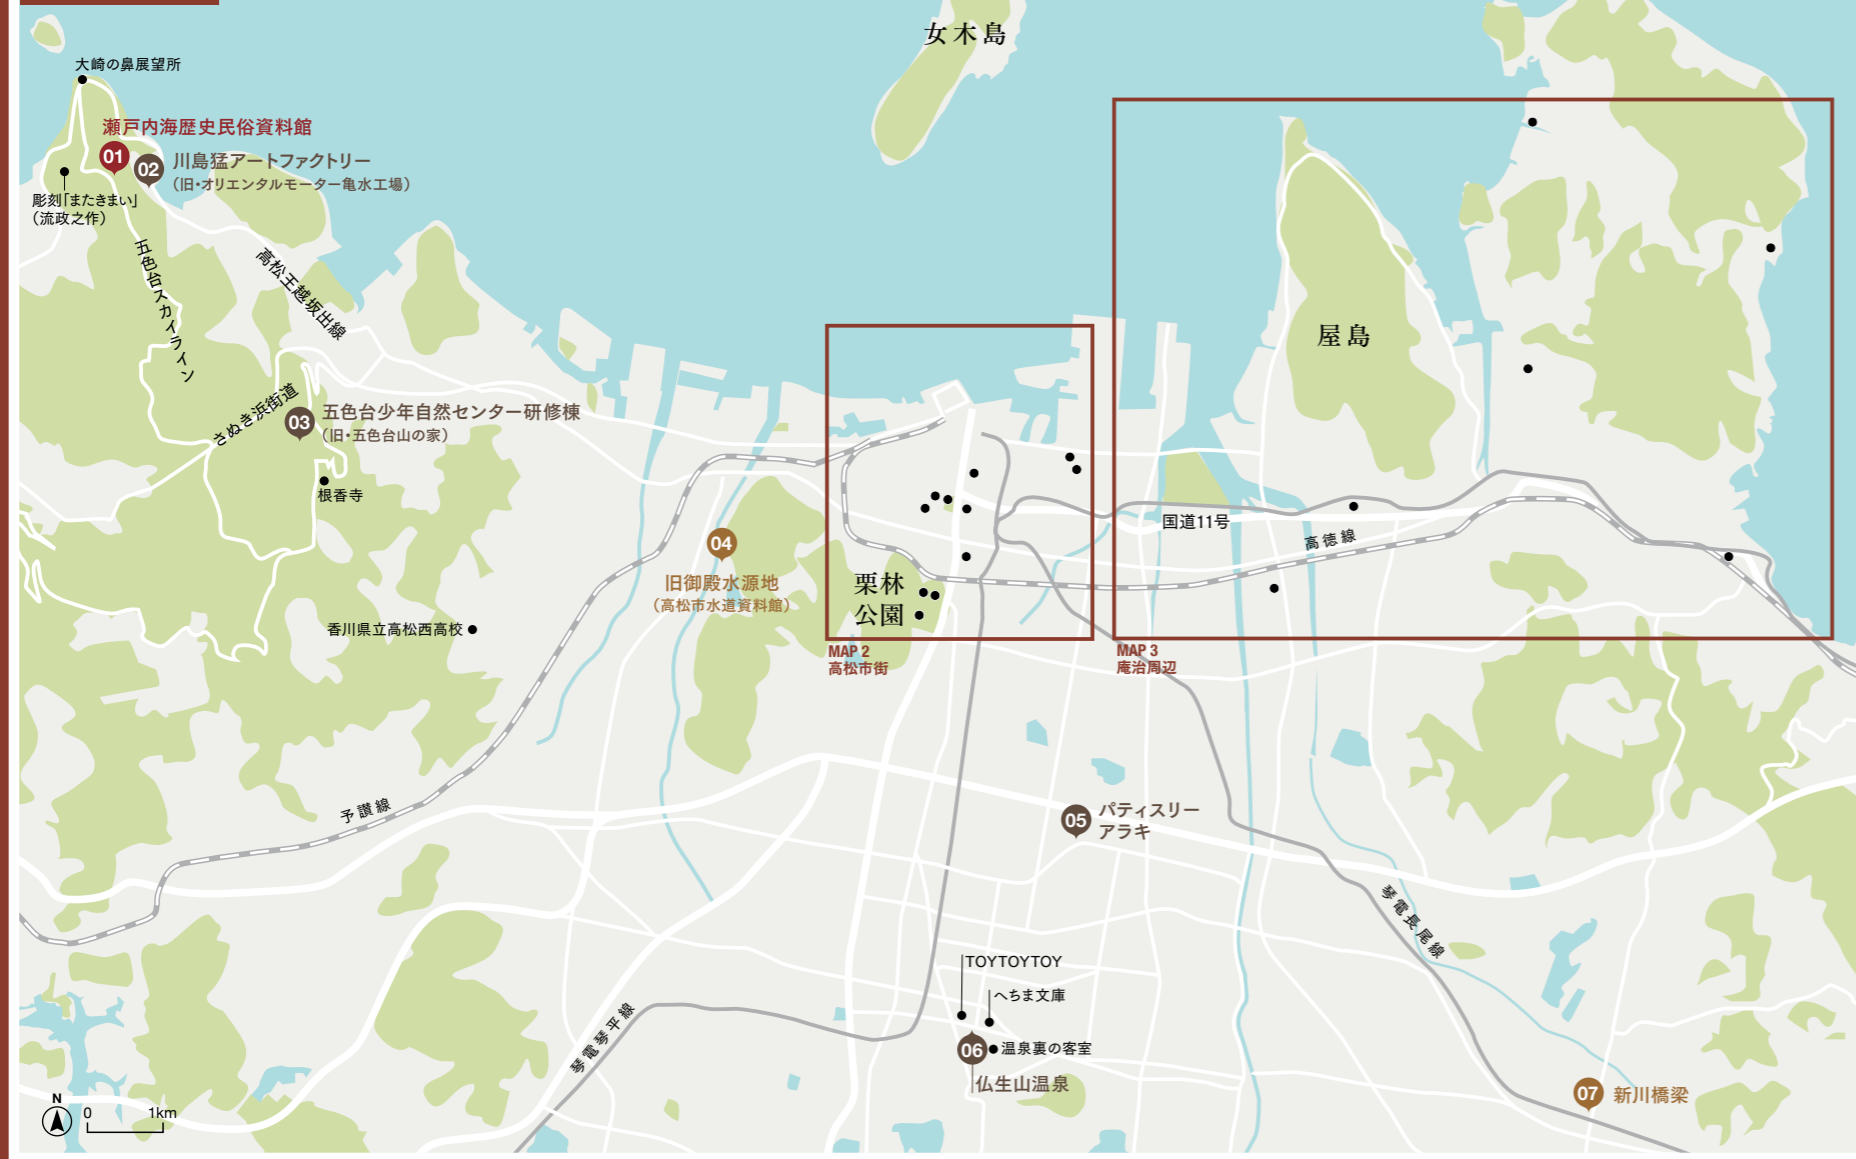 女木島
大崎の鼻展望所
瀬戸内海歴史民俗資料館
01
02
川島猛アートファクトリー
（旧・オリエンタルモーター亀水工場）
彫刻「またきまい」
（流政之作）
五色台スカイライン
高松王越坂出線
屋島
さぬき浜街道
03
五色台少年自然センター研修棟
（旧・五色台山の家）
根香寺
国道11号
高徳線
04
旧御殿水源地
（高松市水道資料館）
栗林
公園
香川県立高松西高校
MAP 2
高松市街
MAP 3
庵治周辺
予讃線
05
パティスリー
アラキ
琴電長尾線
TOYTOYTOY
へちま文庫
琴電琴平線
06
温泉裏の客室
仏生山温泉
07
新川橋梁
N
0
1km